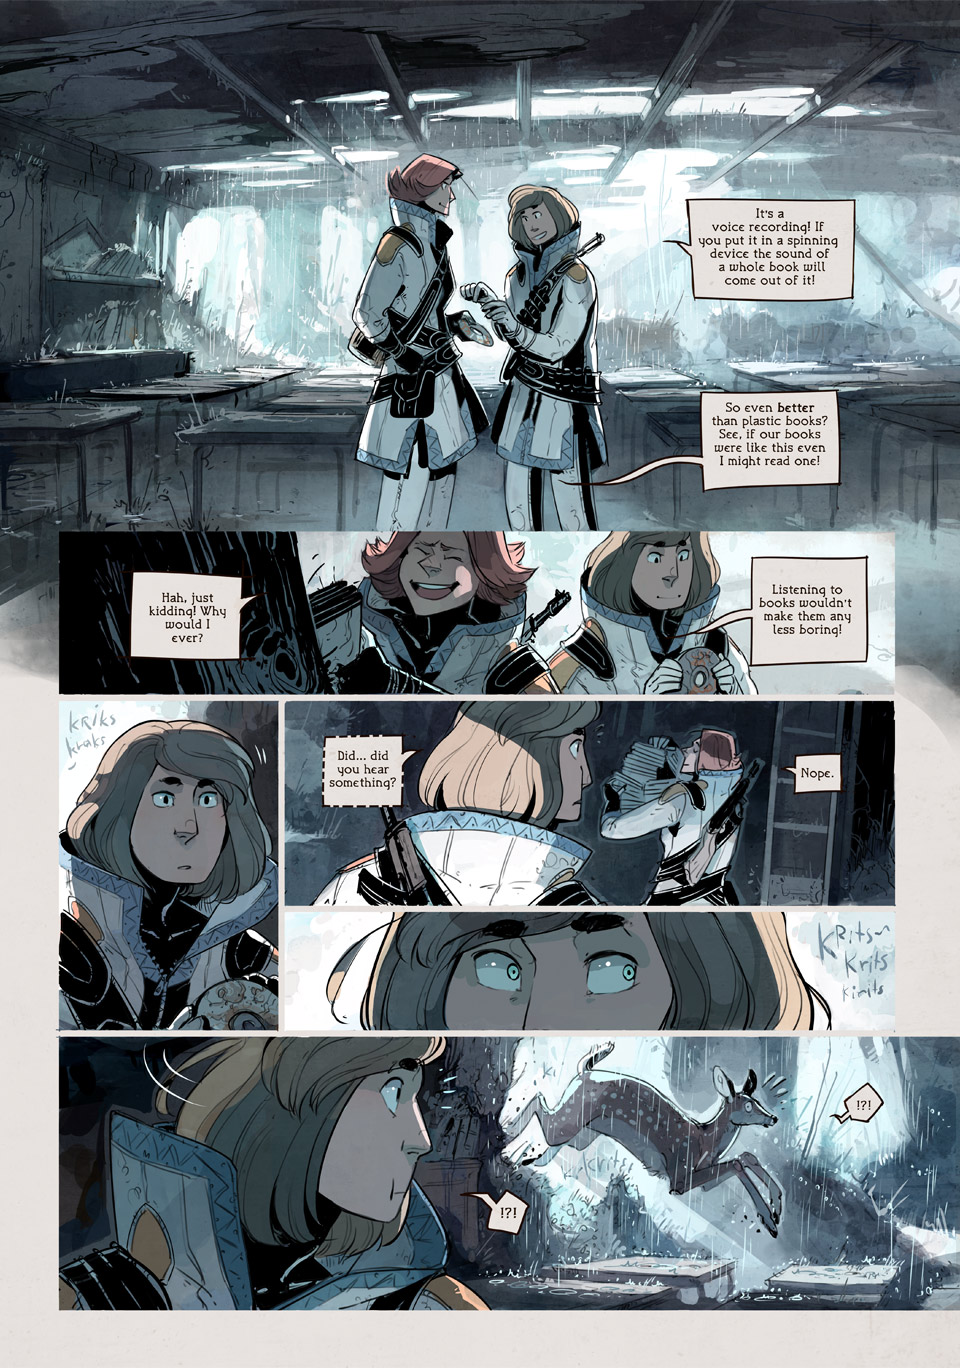 It's a
voice recording! If
you put it in a spinning
device the sound of
a whole book will
come out of it!
So even better
than plastic books?
See, if our books
were like this even
I might read one!
Hah, just
kidding! Why
would I
ever?
Listening to
books wouldn't
make them any
less boring!
kRiks
kraks
Did... did
you hear
something?
Nope.
KRits~
Krits
!?!
krits
!?!